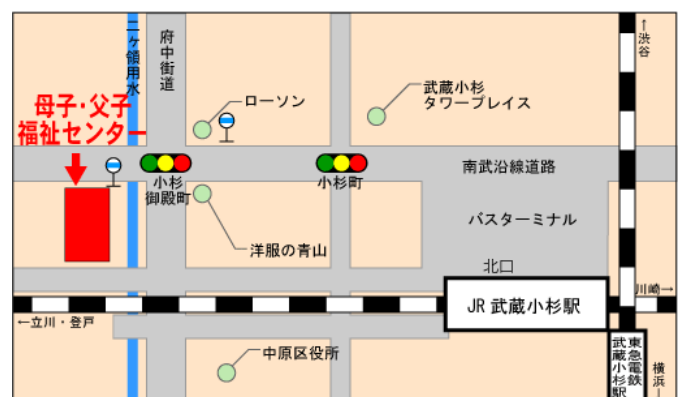 二ヶ領用水
府中街道
↑渋谷
母子・父子
福祉センター
ローソン
武蔵小杉
タワープレイス
小杉
御殿町
小杉町
南武沿線道路
バスターミナル
洋服の青山
北口
JR 武蔵小杉駅
川崎→
←立川・登戸
中原区役所
東急電鉄
武蔵小杉駅
横浜